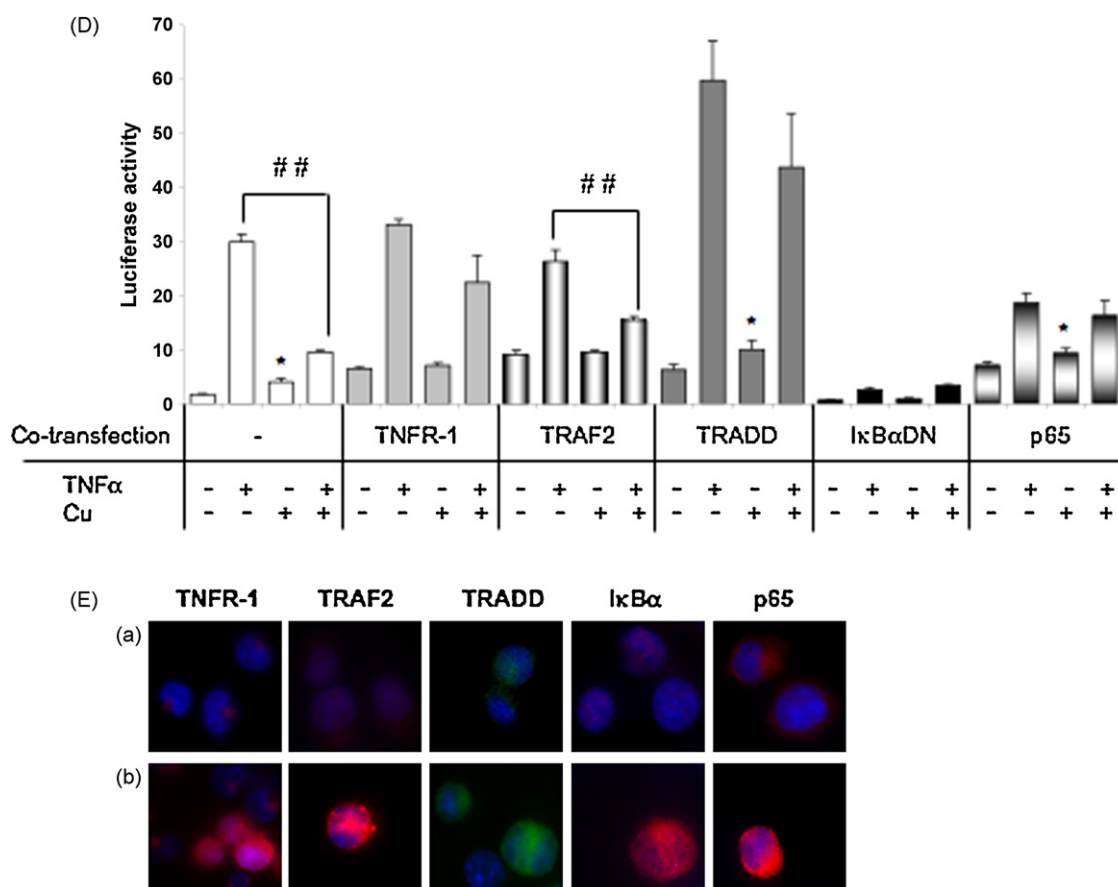 (D)
70
60
50
40
30
20
10
0
Luciferase activity
##
##
*
*
*
Co-transfection - TNFR-1 TRAF2 TRADD IκBαDN p65
TNFα - + - + - + - + - + - + - + - + - + - + - + - +
Cu - - + + - - + + - - + + - - + + - - + + - - + +
(E) TNFR-1 TRAF2 TRADD IκBα p65
(a)
(b)